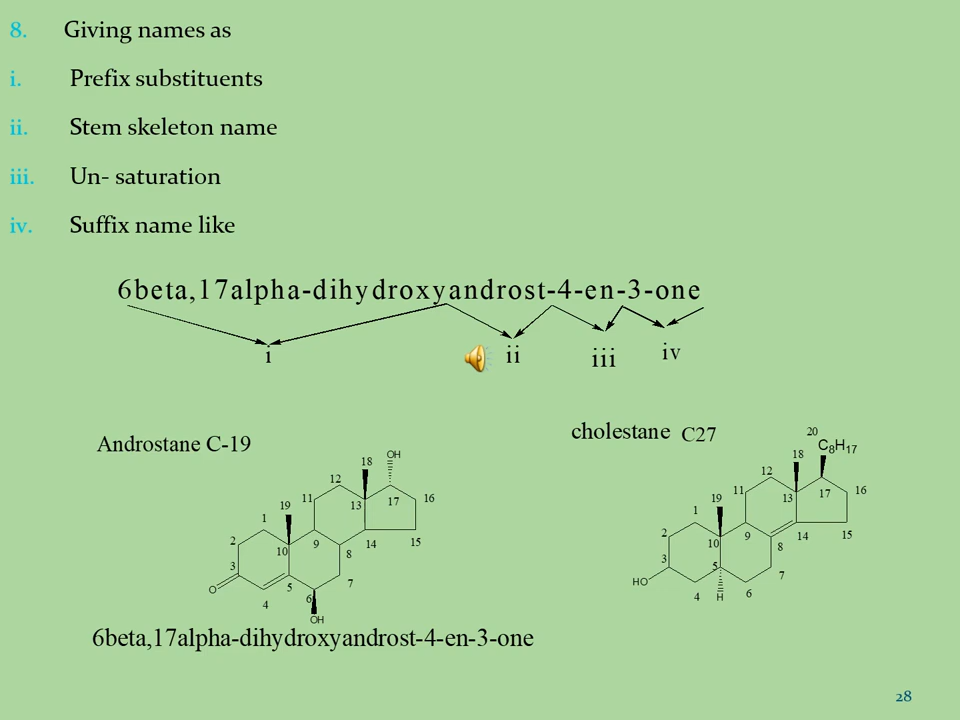 8. Giving names as
i. Prefix substituents
ii. Stem skeleton name
iii. Un- saturation
iv. Suffix name like
6beta,17alpha-dihydroxyandrost-4-en-3-one
i ii iii iv
Androstane C-19
cholestane C27
1 2 3 4 5 6 7 8 9 10 11 12 13 14 15 16 17 18 19 OH O OH
1 2 3 4 5 6 7 8 9 10 11 12 13 14 15 16 17 18 19 20 C8H17 HO H
6beta,17alpha-dihydroxyandrost-4-en-3-one
28